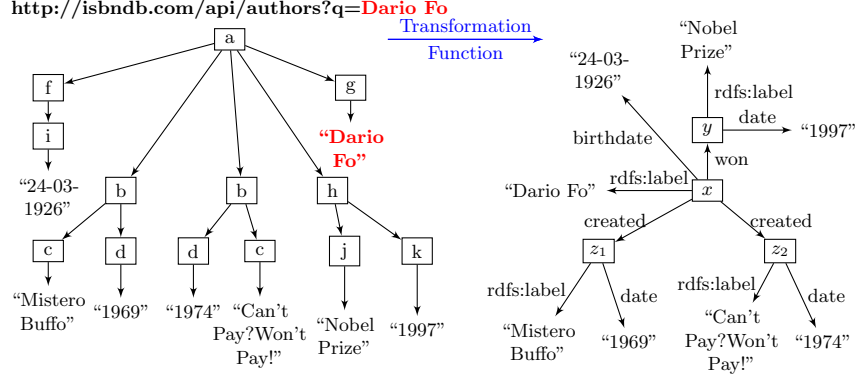 http://isbndb.com/api/authors?q=Dario Fo
a
Transformation
Function
f
g
i
“Dario
Fo”
“24-03-
1926”
b
b
h
c
d
d
c
j
k
“Mistero
Buffo”
“1969”
“1974”
“Can't
Pay?Won't
Pay!”
“Nobel
Prize”
“1997”
“Nobel
Prize”
“24-03-
1926”
rdfs:label
date
y
“1997”
birthdate
won
“Dario Fo”
rdfs:label
x
created
created
z1
z2
rdfs:label
date
rdfs:label
date
“Mistero
Buffo”
“1969”
“Can't
Pay?Won't
Pay!”
“1974”